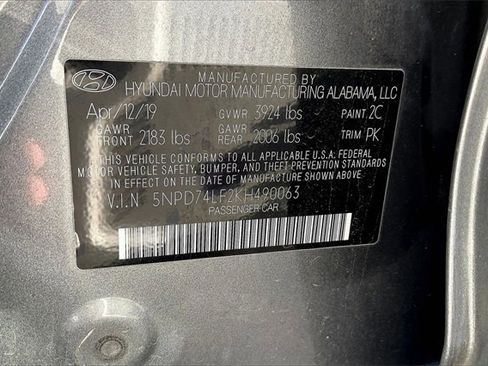 MANUFACTURED BY
HYUNDAI MOTOR MANUFACTURING ALABAMA, LLC
Apr/12/19 GVWR 3924 lbs PAINT 2C
GAWR FRONT 2183 lbs GAWR REAR 2006 lbs TRIM PK
THIS VEHICLE CONFORMS TO ALL APPLICABLE U.S.A. FEDERAL
MOTOR VEHICLE SAFETY, BUMPER, AND THEFT PREVENTION STANDARDS
IN EFFECT ON THE DATE OF MANUFACTURE SHOWN ABOVE.
V.I.N 5NPD74LF2KH490063
PASSENGER CAR